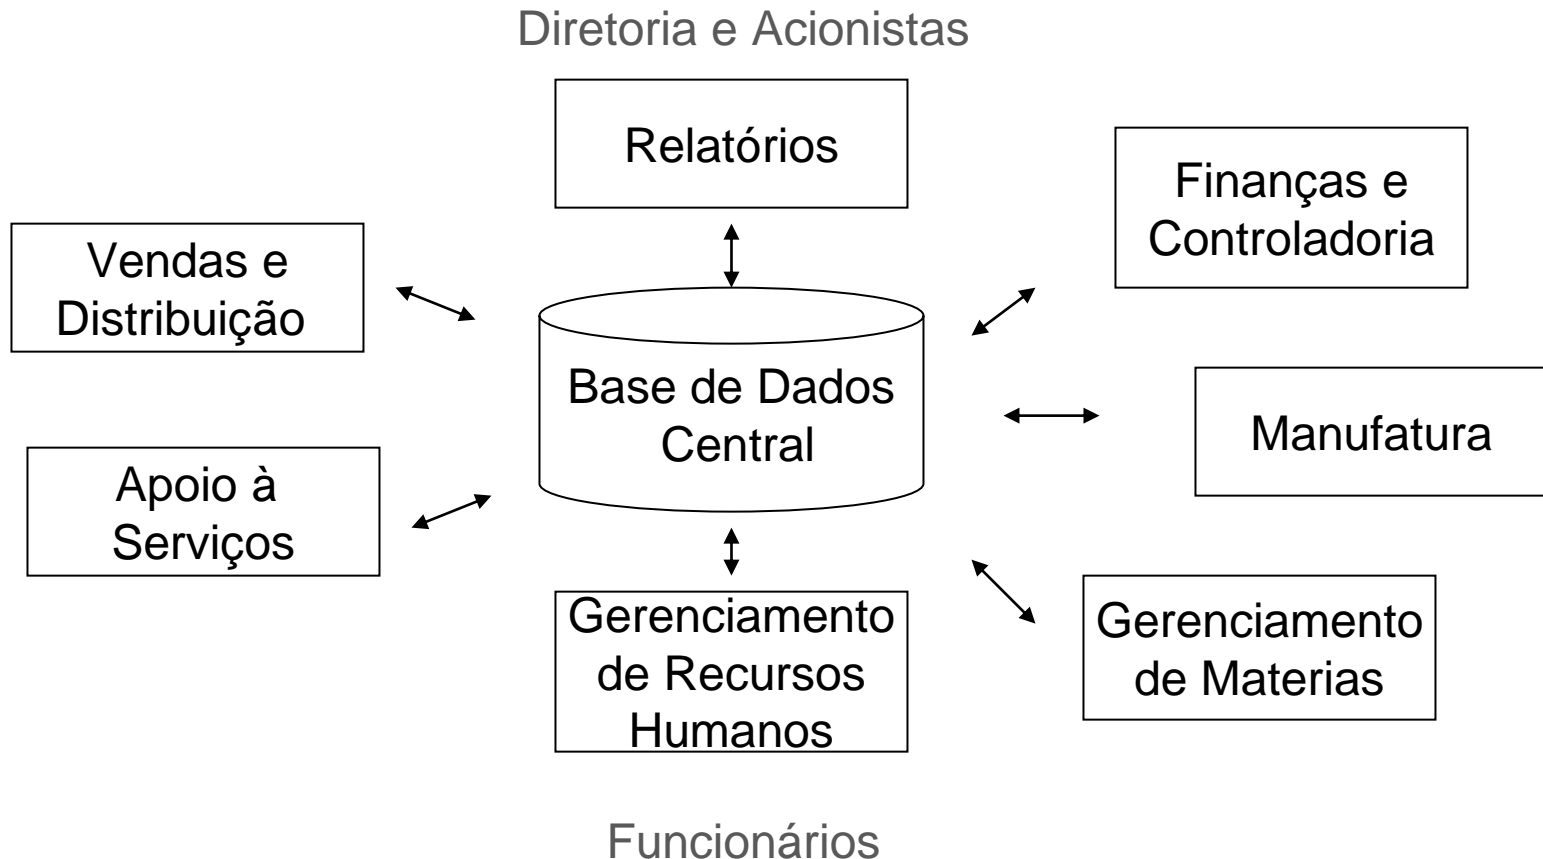 Diretoria e Acionistas
Relatórios
Finanças e
Controladoria
Vendas e
Distribuição
Base de Dados
Central
Manufatura
Apoio à
Serviços
Gerenciamento
de Recursos
Humanos
Gerenciamento
de Materias
Funcionários